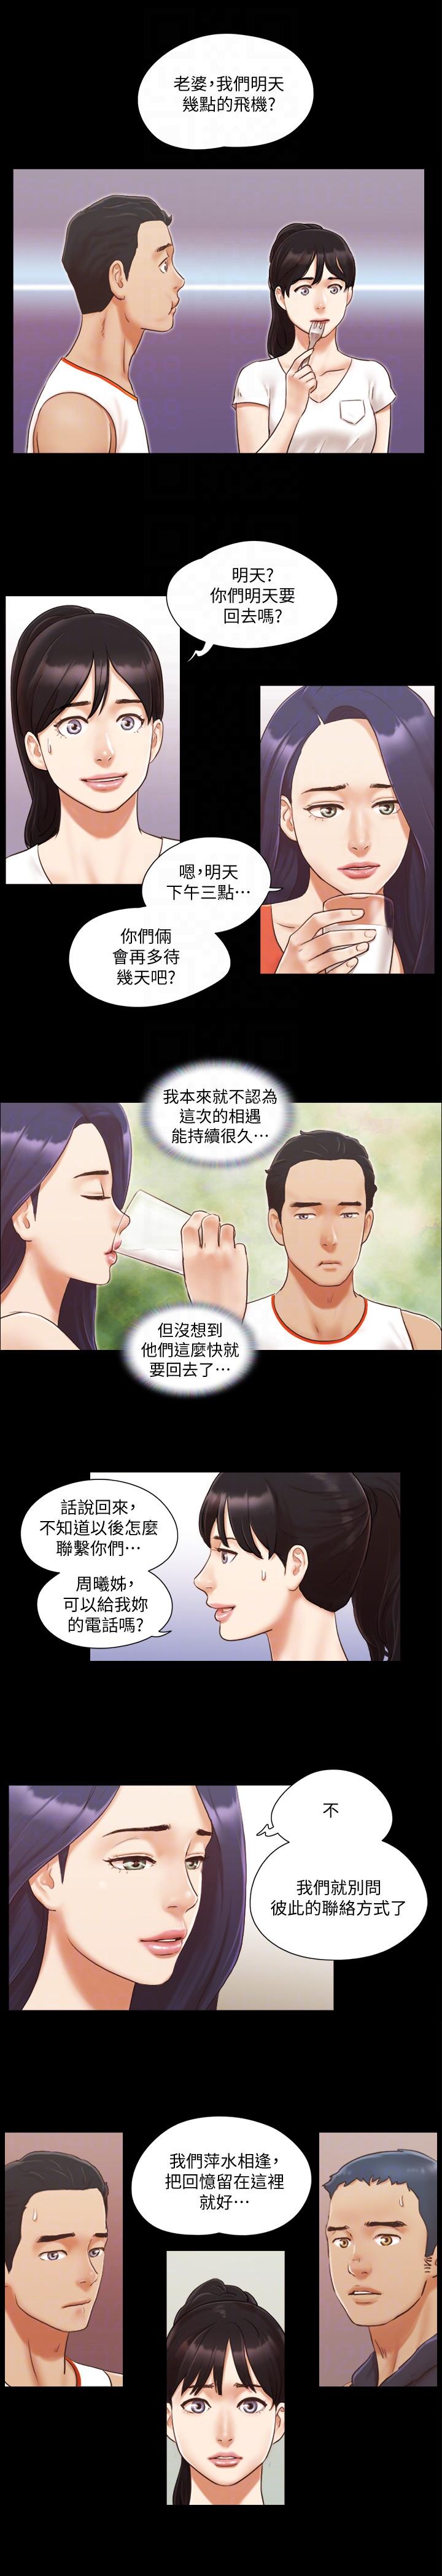 老婆，我們明天
幾點的飛機?
明天?
你們明天要
回去嗎?
嗯，明天
下午三點…
你們倆
會再多待
幾天吧?
我本來就不認為
這次的相遇
能持續很久…
但沒想到
他們這麼快就
要回去了…
話說回來，
不知道以後怎麼
聯繫你們…
周曦姊，
可以給我妳
的電話嗎?
不
我們就別問
彼此的聯絡方式了
我們萍水相逢，
把回憶留在這裡
就好…